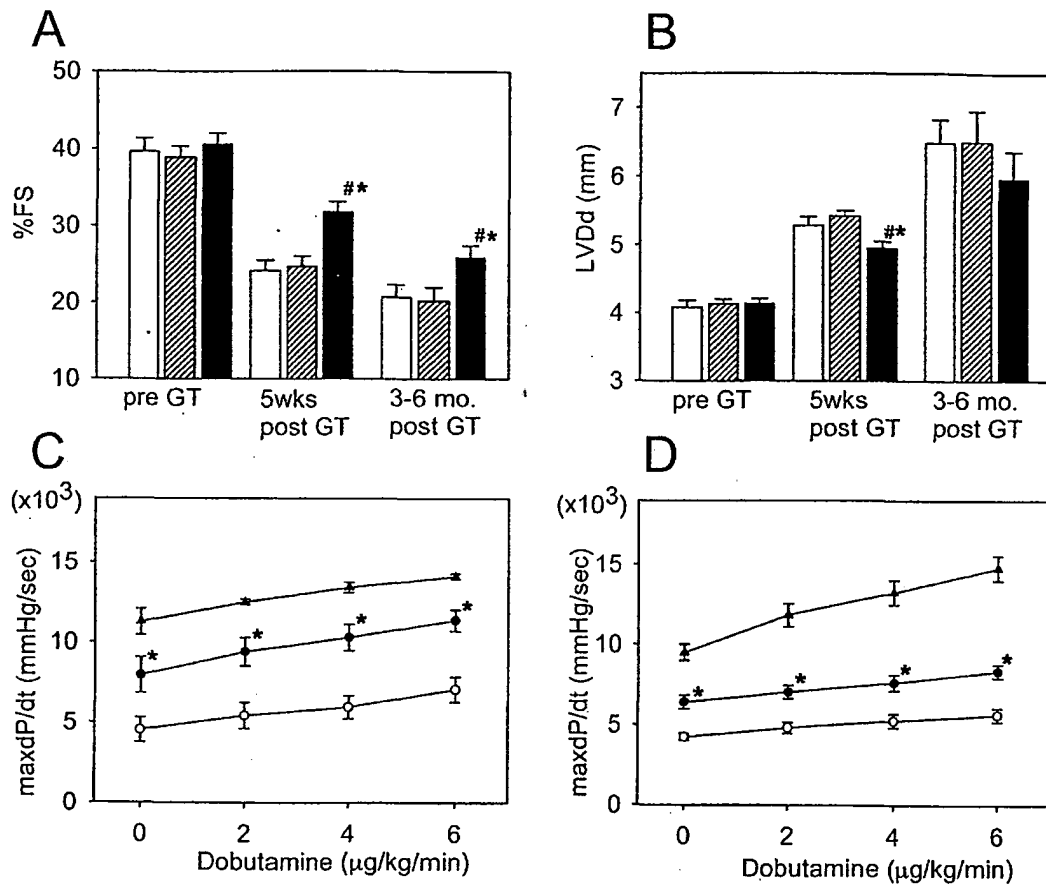 A
50
40
30
20
10
%FS
#*
#*
pre GT
5wks
post GT
3-6 mo.
post GT
B
7
6
5
4
3
LVDd (mm)
#*
pre GT
5wks
post GT
3-6 mo.
post GT
C
(x10³)
15
10
5
0
maxdP/dt (mmHg/sec)
*
*
*
*
0
2
4
6
Dobutamine (μg/kg/min)
D
(x10³)
15
10
5
0
maxdP/dt (mmHg/sec)
*
*
*
*
0
2
4
6
Dobutamine (μg/kg/min)